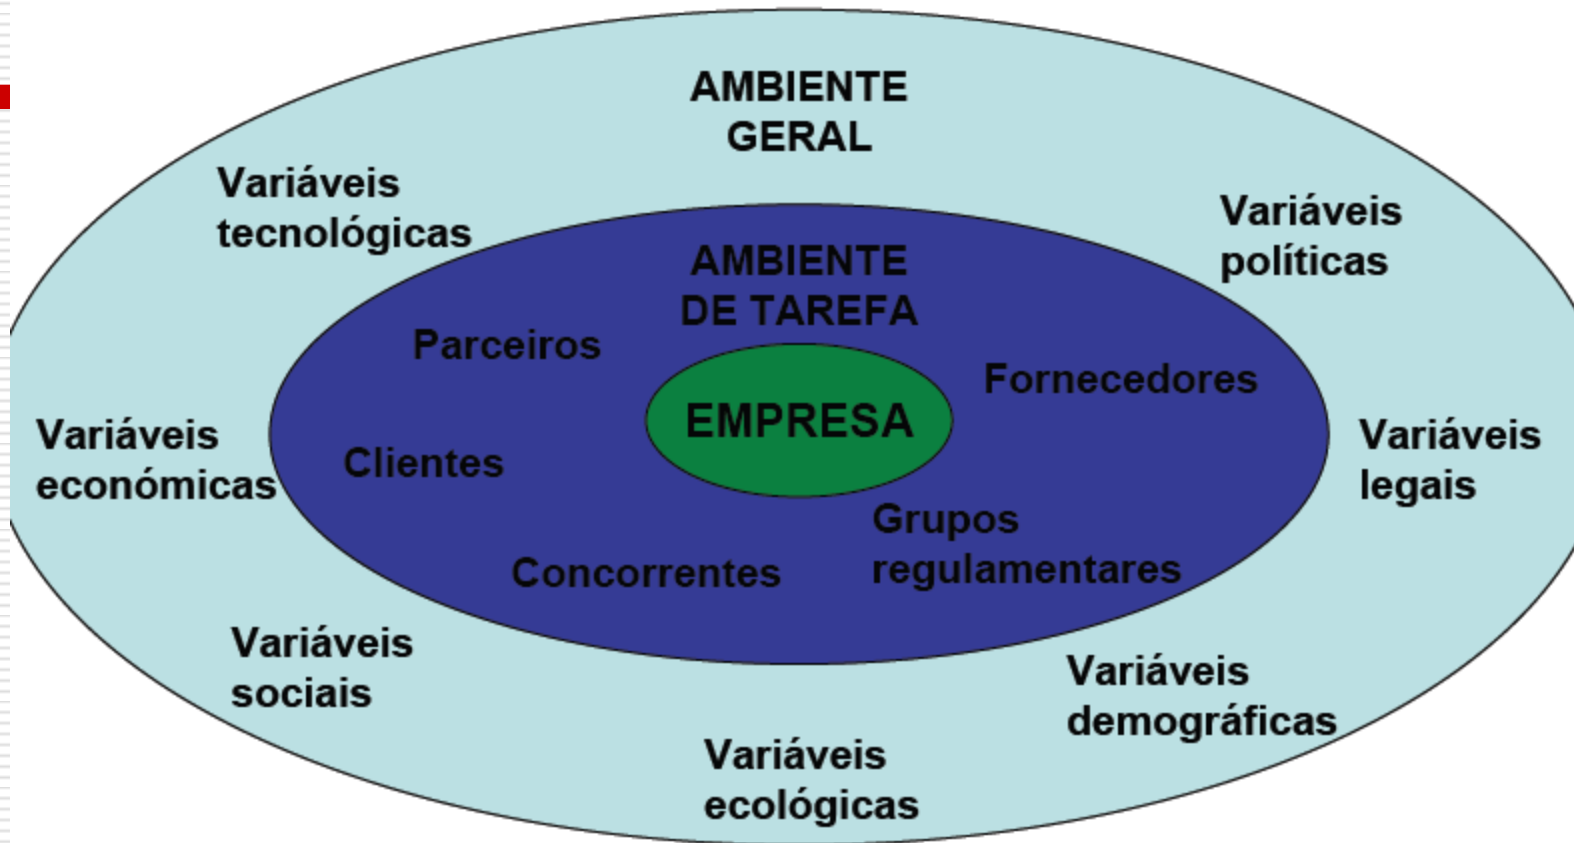 AMBIENTE
GERAL
Variáveis
tecnológicas
Variáveis
políticas
AMBIENTE
DE TAREFA
Parceiros
Fornecedores
EMPRESA
Variáveis
económicas
Clientes
Variáveis
legais
Grupos
regulamentares
Concorrentes
Variáveis
sociais
Variáveis
demográficas
Variáveis
ecológicas